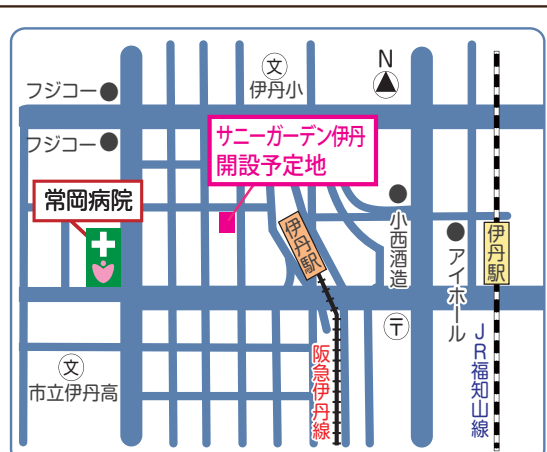 文
伊丹小
N
フジコー
フジコー
サニーガーデン伊丹
開設予定地
常岡病院
伊丹駅
小西酒造
アイホール
伊丹駅
〒
阪急伊丹線
JR福知山線
文
市立伊丹高